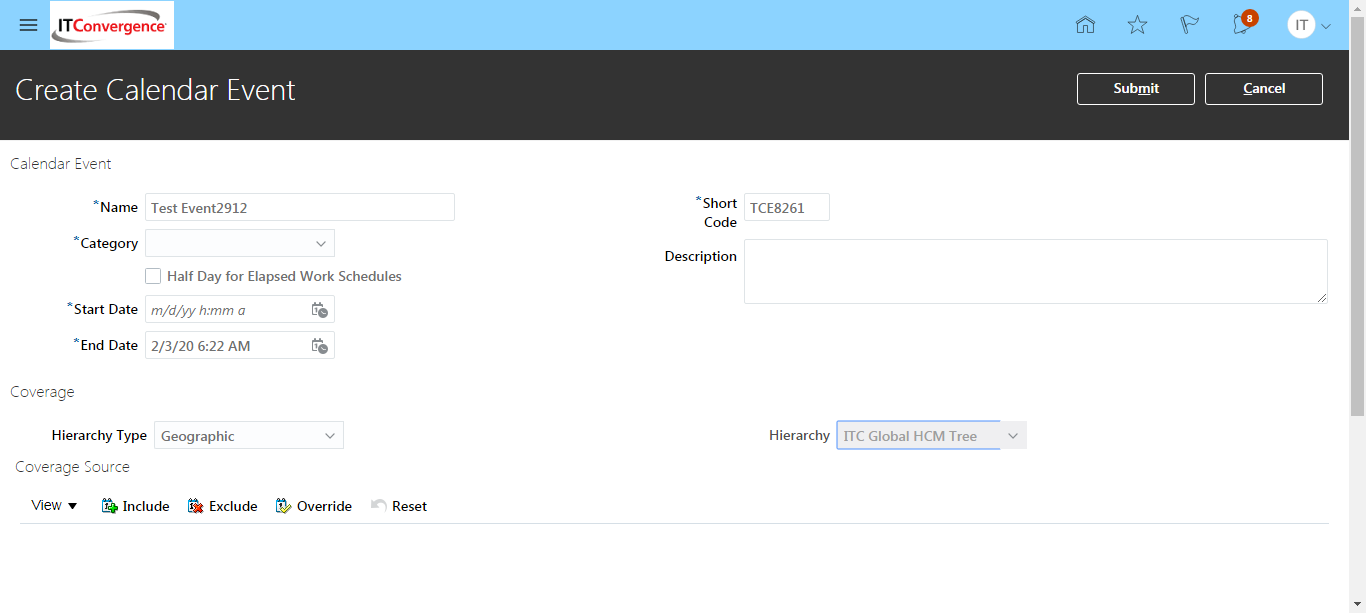 ITConvergence
8
IT
Create Calendar Event
Submit
Cancel
Calendar Event
*Name
Test Event2912
*Short
Code
TCE8261
*Category
Description
Half Day for Elapsed Work Schedules
*Start Date
m/d/yy h:mm a
*End Date
2/3/20 6:22 AM
Coverage
Hierarchy Type
Geographic
Hierarchy
ITC Global HCM Tree
Coverage Source
View
Include
Exclude
Override
Reset